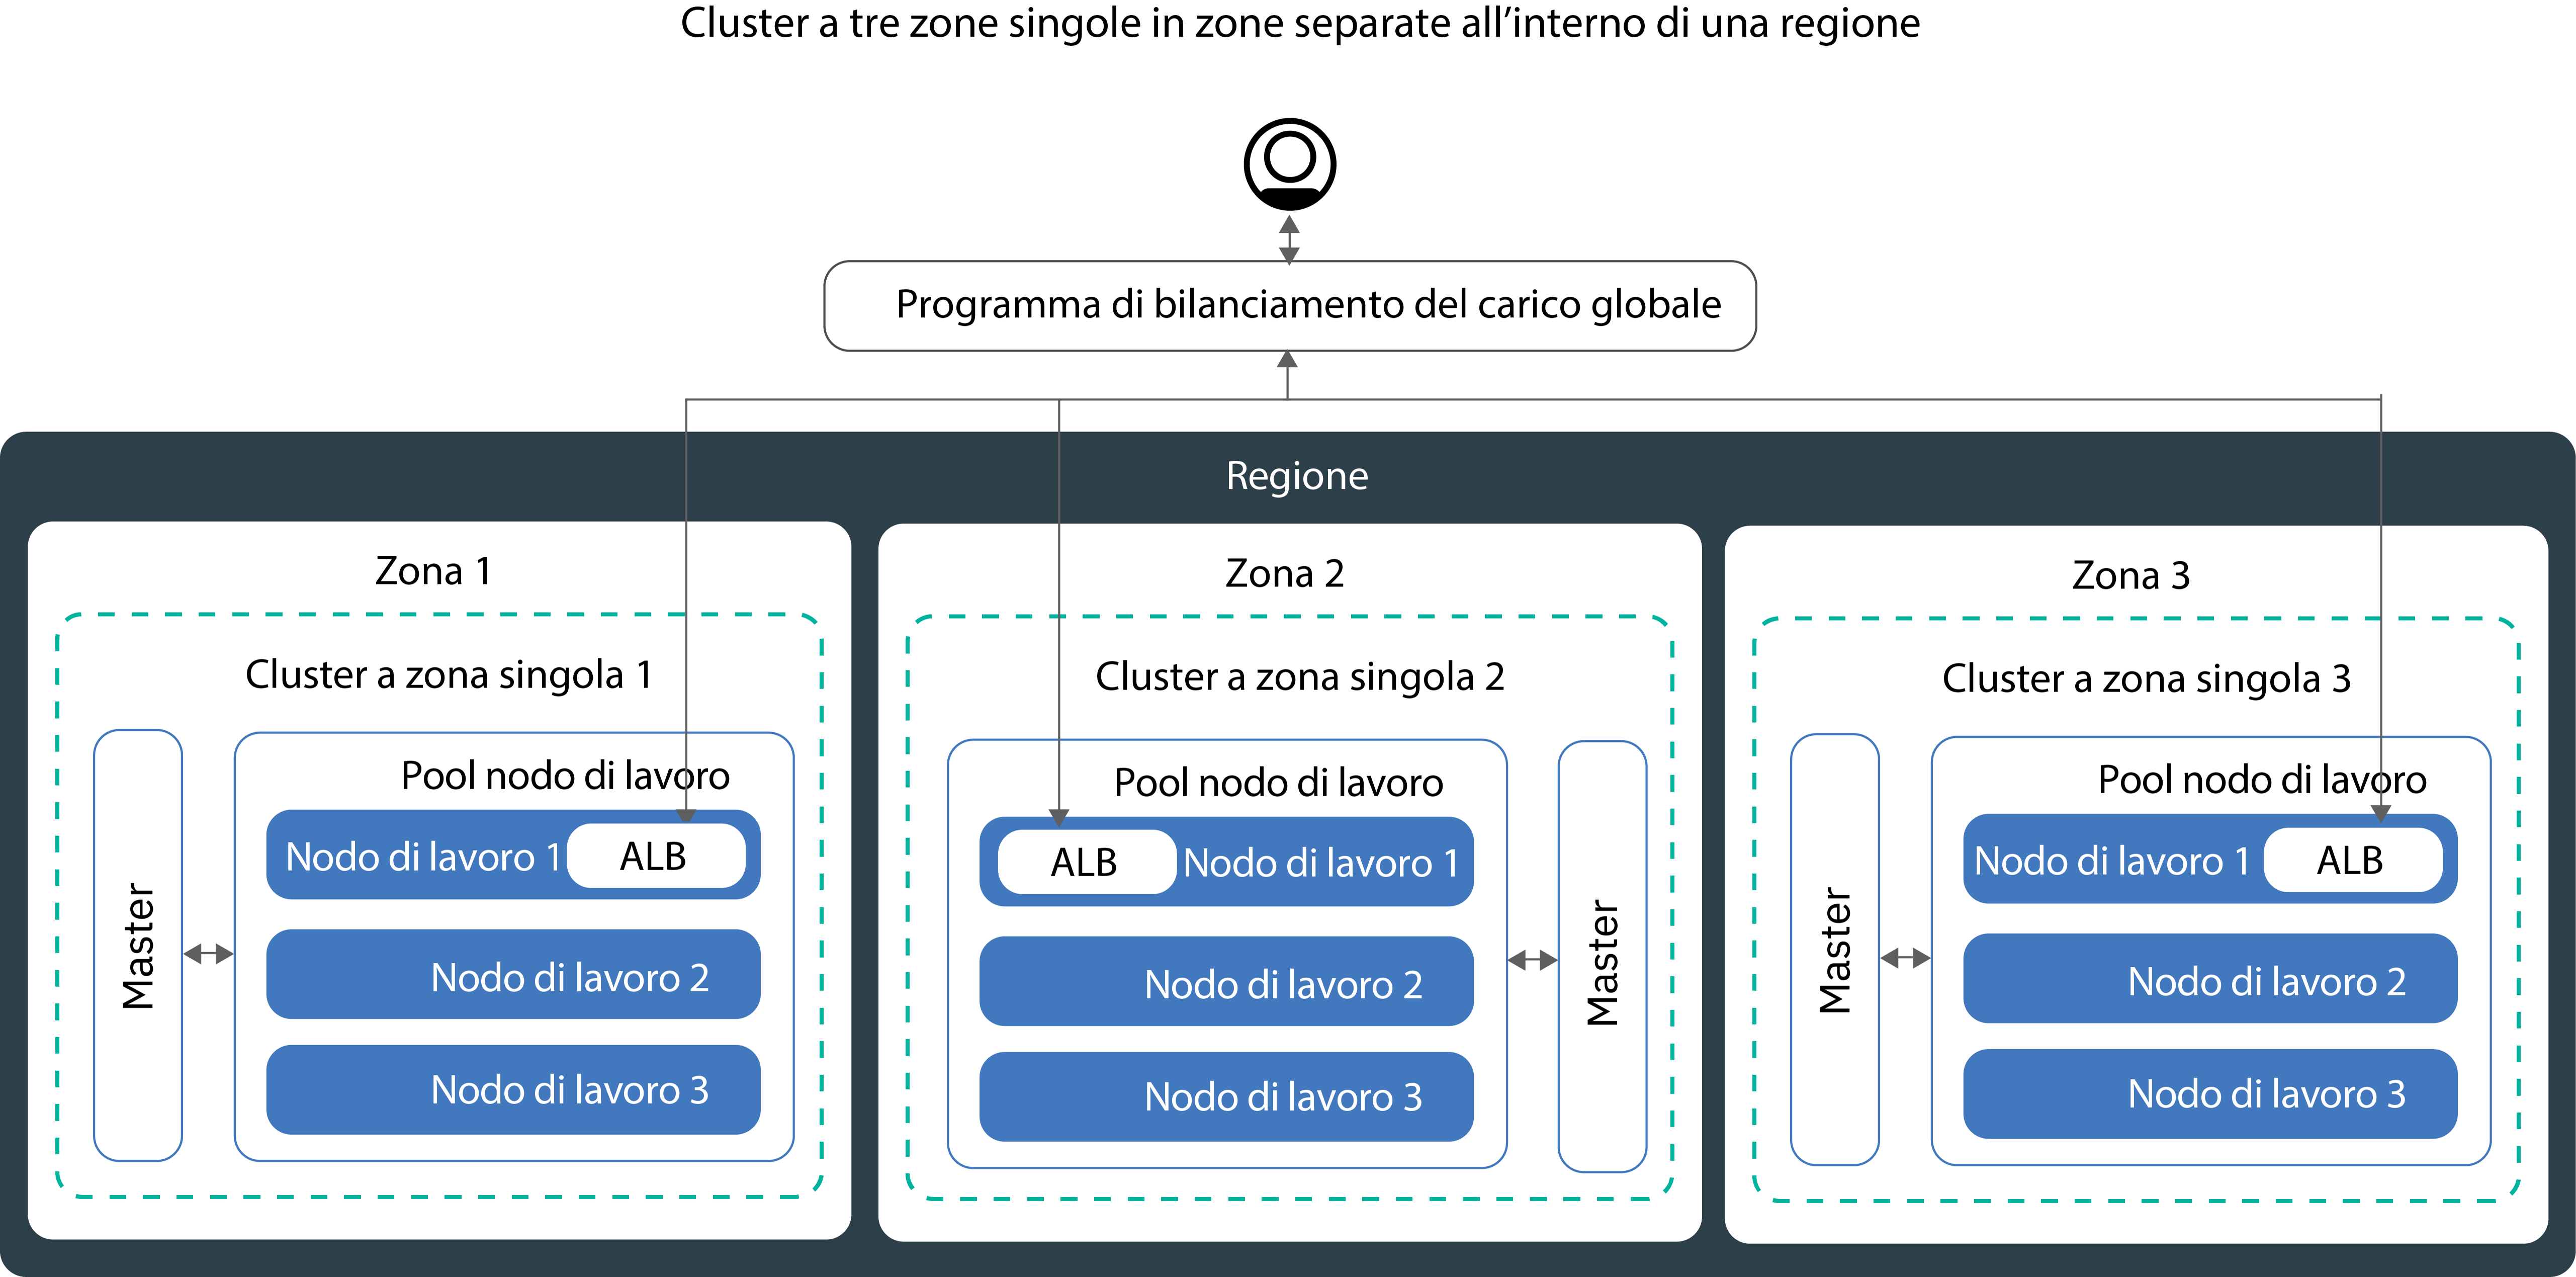 Cluster a tre zone singole in zone separate all’interno di una regione
Programma di bilanciamento del carico globale
Regione
Zona 1
Cluster a zona singola 1
Master
Pool nodo di lavoro
Nodo di lavoro 1
ALB
Nodo di lavoro 2
Nodo di lavoro 3
Zona 2
Cluster a zona singola 2
Pool nodo di lavoro
ALB
Nodo di lavoro 1
Nodo di lavoro 2
Nodo di lavoro 3
Master
Zona 3
Cluster a zona singola 3
Master
Pool nodo di lavoro
Nodo di lavoro 1
ALB
Nodo di lavoro 2
Nodo di lavoro 3